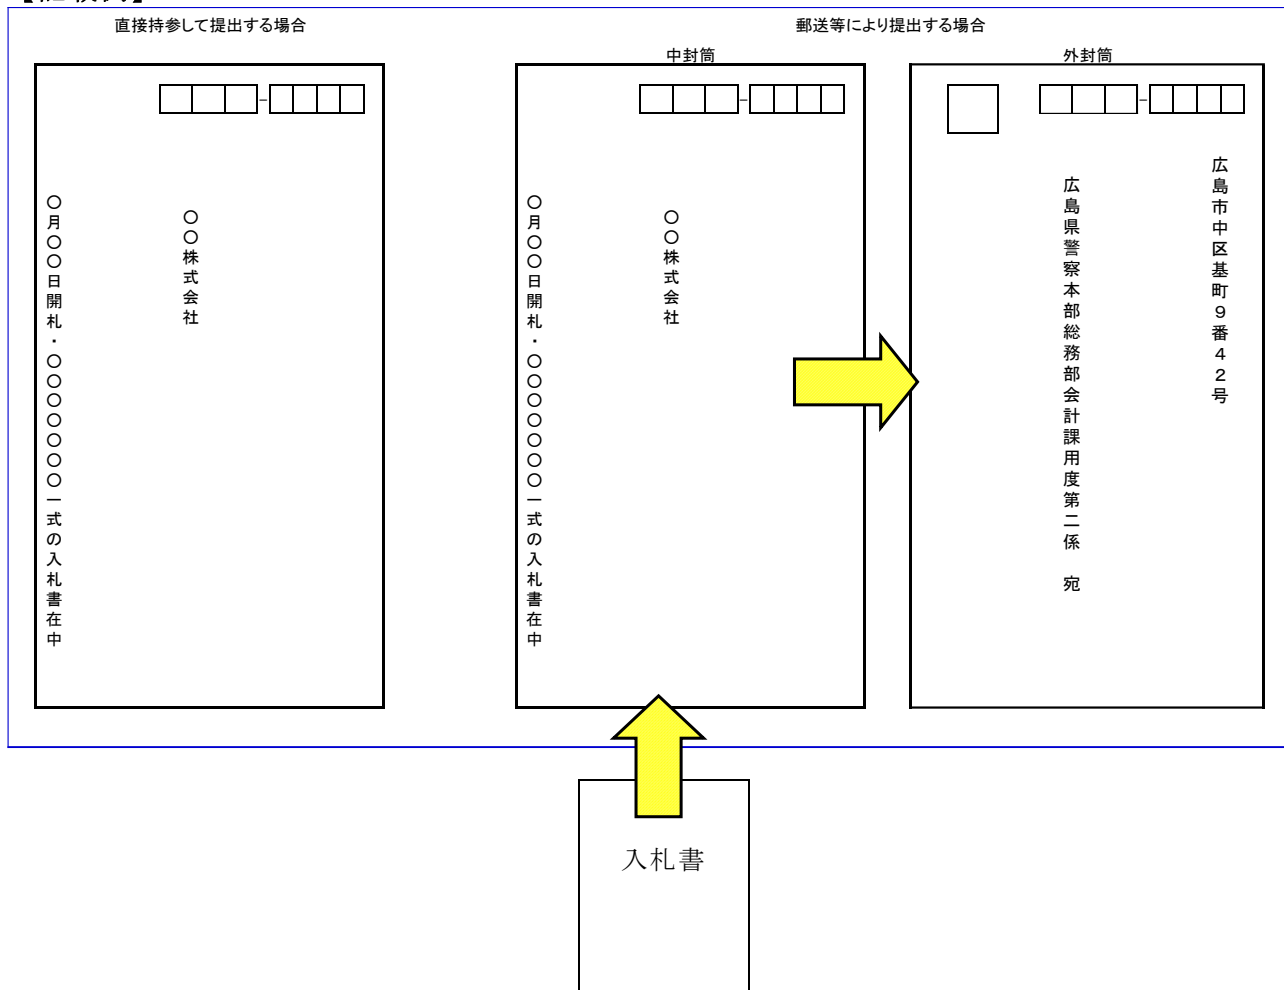 【記載例】
直接持参して提出する場合
〇〇株式会社
〇月〇〇日開札・〇〇〇〇〇〇〇一式の入札書在中
郵送等により提出する場合
中封筒
〇〇株式会社
〇月〇〇日開札・〇〇〇〇〇〇〇一式の入札書在中
外封筒
広島市中区基町9番42号
広島県警察本部総務部会計課用度第二係　宛
入札書